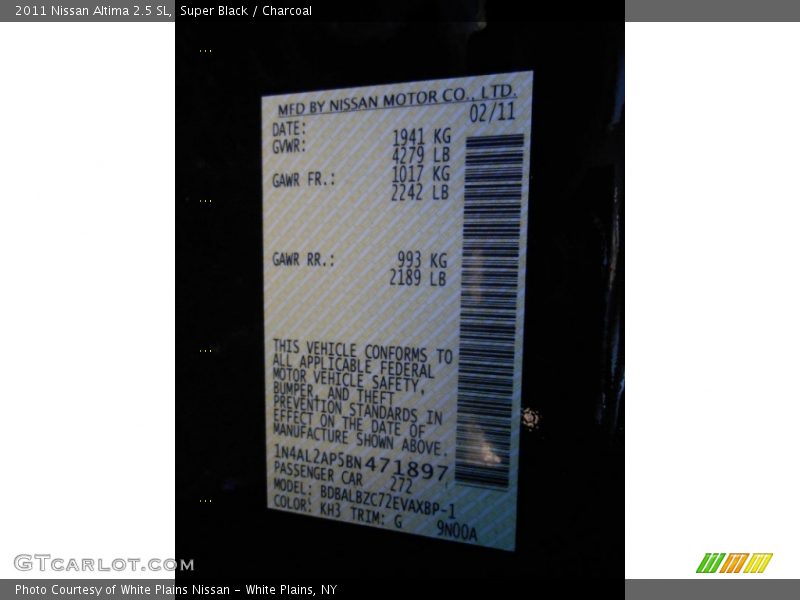 2011 Nissan Altima 2.5 SL, Super Black / Charcoal
MFD BY NISSAN MOTOR CO., LTD.
DATE: 02/11
GVWR: 1941 KG
4279 LB
GAWR FR.: 1017 KG
2242 LB
GAWR RR.: 993 KG
2189 LB
THIS VEHICLE CONFORMS TO
ALL APPLICABLE FEDERAL
MOTOR VEHICLE SAFETY,
BUMPER, AND THEFT
PREVENTION STANDARDS IN
EFFECT ON THE DATE OF
MANUFACTURE SHOWN ABOVE.
1N4AL2AP5BN471897
PASSENGER CAR 272
MODEL: BDBALBZC72EVAXBP-1
COLOR: KH3 TRIM: G 9N00A
GTCARLOT.COM
Photo Courtesy of White Plains Nissan - White Plains, NY